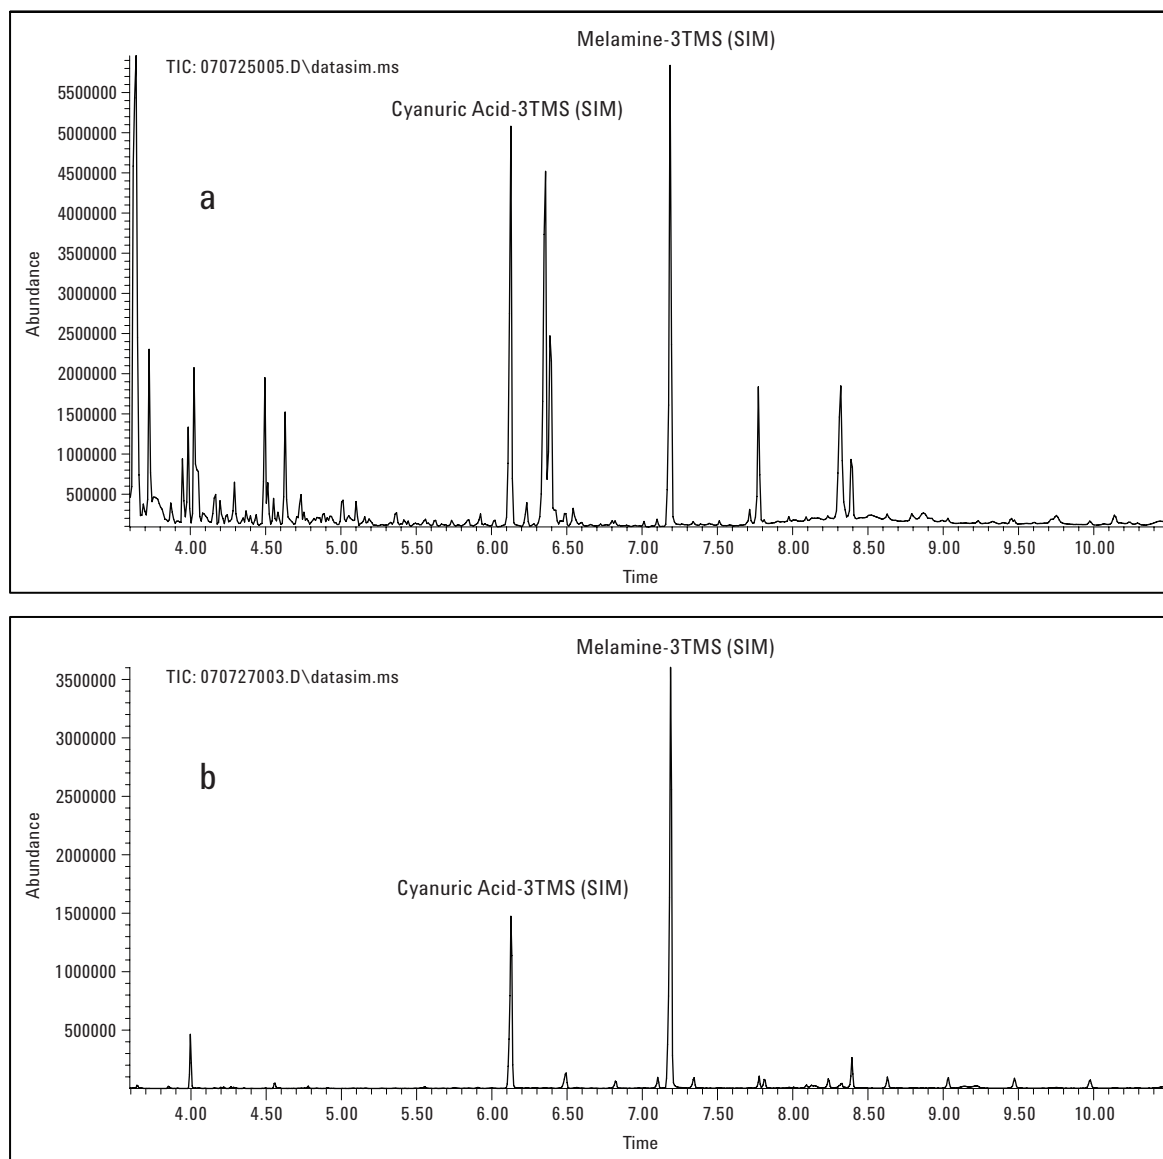 Melamine-3TMS (SIM)
TIC: 070725005.D\datasim.ms
Cyanuric Acid-3TMS (SIM)
a
Abundance
5500000
5000000
4500000
4000000
3500000
3000000
2500000
2000000
1500000
1000000
500000
4.00 4.50 5.00 5.50 6.00 6.50 7.00 7.50 8.00 8.50 9.00 9.50 10.00
Time
Melamine-3TMS (SIM)
TIC: 070727003.D\datasim.ms
b
Cyanuric Acid-3TMS (SIM)
Abundance
3500000
3000000
2500000
2000000
1500000
1000000
500000
4.00 4.50 5.00 5.50 6.00 6.50 7.00 7.50 8.00 8.50 9.00 9.50 10.00
Time